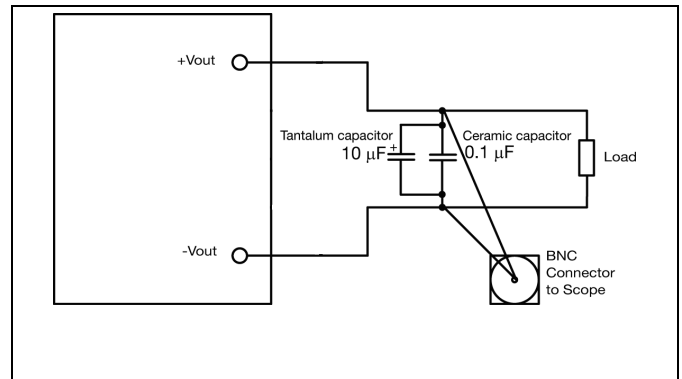 +Vout
Tantalum capacitor
10 μF
+
Ceramic capacitor
0.1 μF
Load
-Vout
BNC
Connector
to Scope